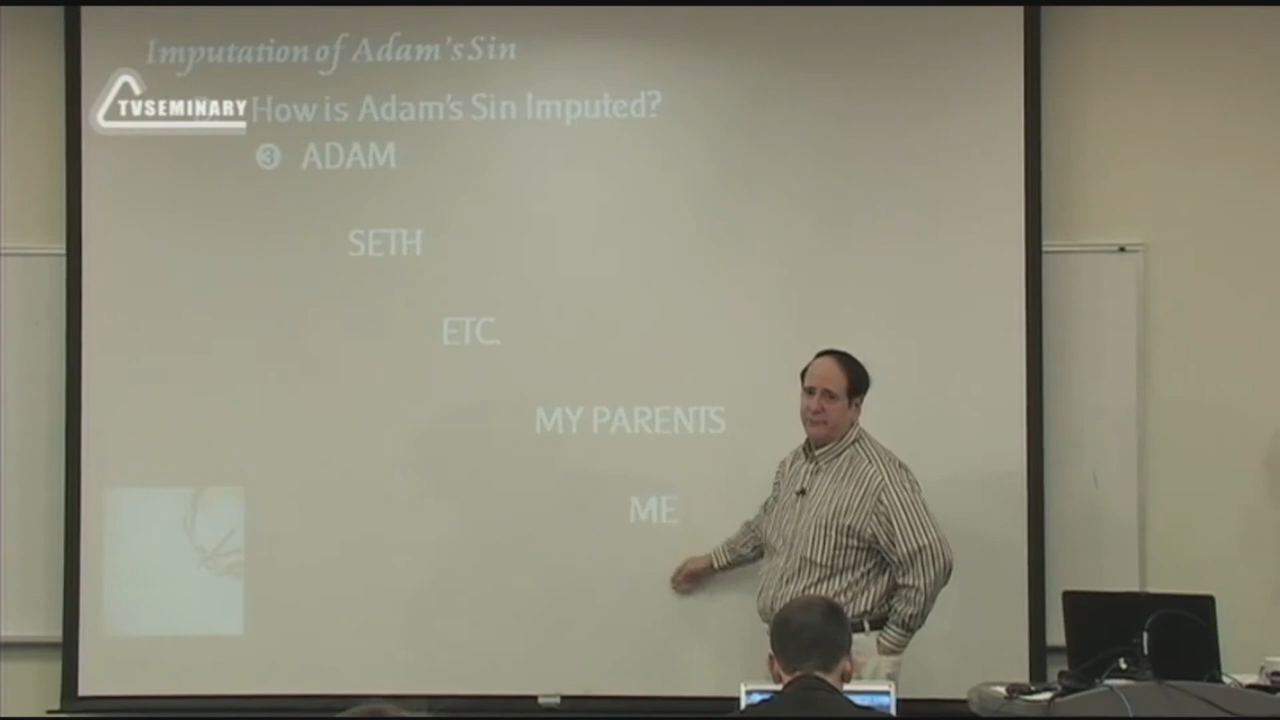 Imputation of Adam's Sin
TVSEMINARY
How is Adam's Sin Imputed?
3 ADAM
SETH
ETC.
MY PARENTS
ME